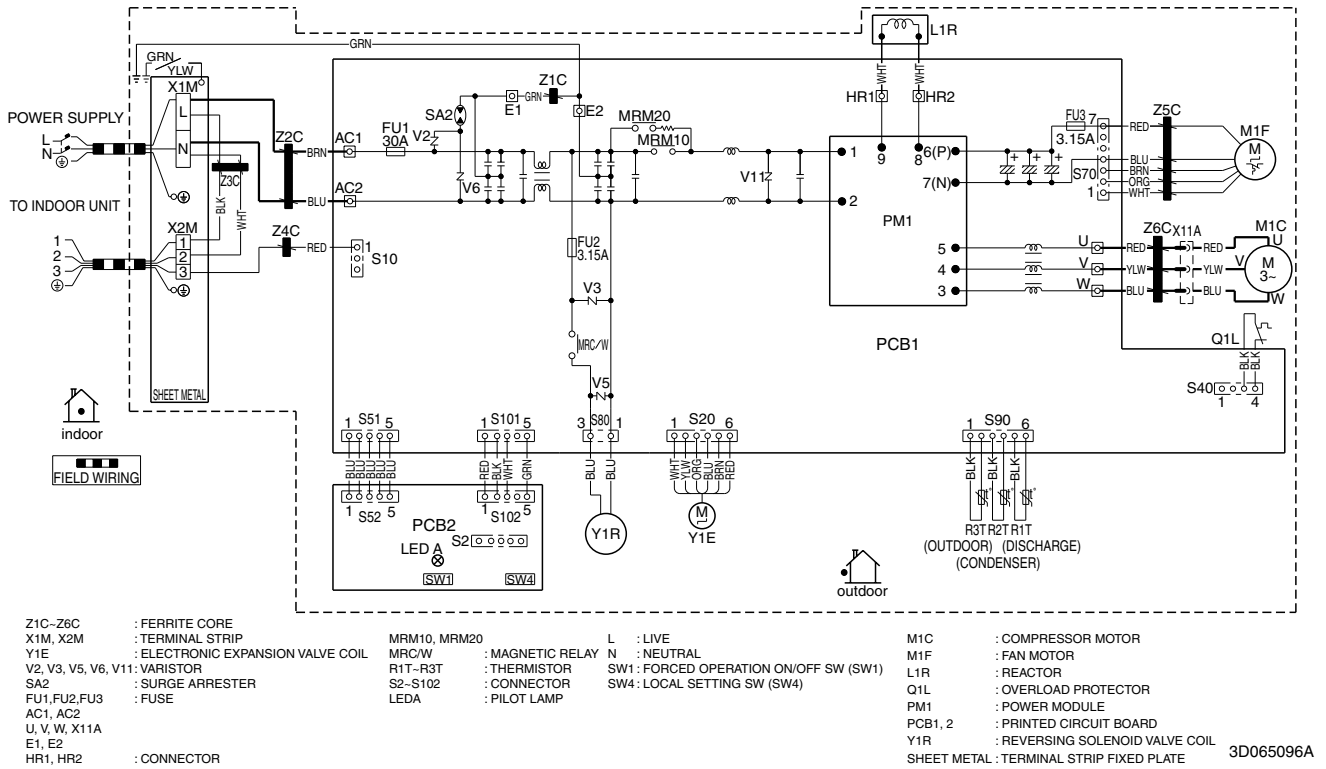 GRN
L1R
GRN
YLW
X1M
WHT
WHT
HR1
HR2
POWER SUPPLY
L
N
L
N
Z3C
BLK
WHT
TO INDOOR UNIT
1
2
3
X2M
1
2
3
SHEET METAL
Z2C
BRN
BLU
AC1
AC2
Z4C
RED
1
S10
FU1
30A
V2
SA2
V6
E1
GRN
Z1C
E2
MRM20
MRM10
V11
FU2
3.15A
V3
MRC/W
V5
1
2
9
8
6(P)
7(N)
PM1
5
4
3
PCB1
FU3
3.15A
7
S70
1
RED
BLU
BRN
ORG
WHT
Z5C
M1F
M
U
V
W
RED
YLW
BLU
Z6C
X11A
RED
YLW
BLU
M1C
U
V
W
M
3~
Q1L
BLK
BLK
S40
1 4
indoor
FIELD WIRING
1 S51 5
BLU
BLU
BLU
BLU
BLU
1 5
S52
1 S101 5
RED
BLK
WHT
GRN
1 5
S102
PCB2
S2
LED A
SW1
SW4
3 S80 1
BLU
BLU
Y1R
1 S20 6
WHT
YLW
ORG
BLU
BRN
RED
M
Y1E
1 S90 6
BLK
BLK
BLK
t°
t°
t°
R3T R2T R1T
(OUTDOOR) (DISCHARGE)
(CONDENSER)
outdoor
Z1C~Z6C : FERRITE CORE
X1M, X2M : TERMINAL STRIP
Y1E : ELECTRONIC EXPANSION VALVE COIL
V2, V3, V5, V6, V11 : VARISTOR
SA2 : SURGE ARRESTER
FU1,FU2,FU3 : FUSE
AC1, AC2
U, V, W, X11A
E1, E2
HR1, HR2 : CONNECTOR
MRM10, MRM20
MRC/W : MAGNETIC RELAY
R1T~R3T : THERMISTOR
S2~S102 : CONNECTOR
LEDA : PILOT LAMP
L : LIVE
N : NEUTRAL
SW1 : FORCED OPERATION ON/OFF SW (SW1)
SW4 : LOCAL SETTING SW (SW4)
M1C : COMPRESSOR MOTOR
M1F : FAN MOTOR
L1R : REACTOR
Q1L : OVERLOAD PROTECTOR
PM1 : POWER MODULE
PCB1, 2 : PRINTED CIRCUIT BOARD
Y1R : REVERSING SOLENOID VALVE COIL
SHEET METAL : TERMINAL STRIP FIXED PLATE
3D065096A